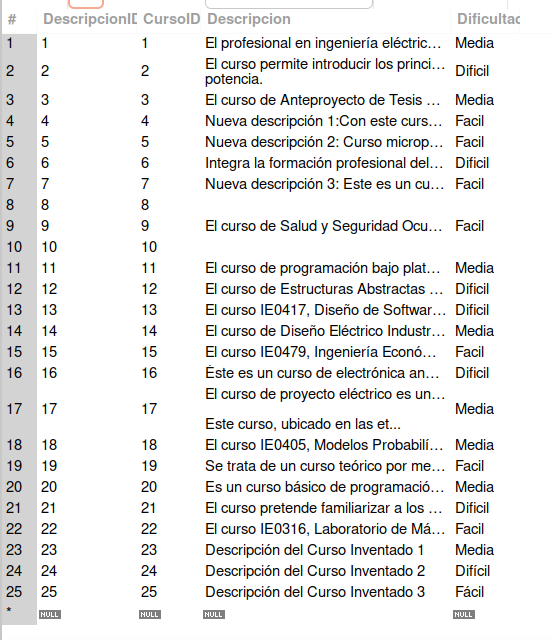 # DescripcionID CursoID Descripcion Dificultad
1 1 1 El profesional en ingeniería eléctric... Media
2 2 2 El curso permite introducir los princi... Dificil
potencia.
3 3 3 El curso de Anteproyecto de Tesis ... Media
4 4 4 Nueva descripción 1:Con este curs... Facil
5 5 5 Nueva descripción 2: Curso microp... Facil
6 6 6 Integra la formación profesional del... Dificil
7 7 7 Nueva descripción 3: Este es un cu... Facil
8 8 8
9 9 9 El curso de Salud y Seguridad Ocu... Facil
10 10 10
11 11 11 El curso de programación bajo plat... Media
12 12 12 El curso de Estructuras Abstractas ... Dificil
13 13 13 El curso IE0417, Diseño de Softwar... Dificil
14 14 14 El curso de Diseño Eléctrico Industr... Media
15 15 15 El curso IE0479, Ingeniería Econó... Facil
16 16 16 Éste es un curso de electrónica an... Dificil
El curso de proyecto eléctrico es un...
17 17 17 Media
Este curso, ubicado en las et...
18 18 18 El curso IE0405, Modelos Probabilí... Media
19 19 19 Se trata de un curso teórico por me... Facil
20 20 20 Es un curso básico de programació... Media
21 21 21 El curso pretende familiarizar a los ... Dificil
22 22 22 El curso IE0316, Laboratorio de Má... Facil
23 23 23 Descripción del Curso Inventado 1 Media
24 24 24 Descripción del Curso Inventado 2 Difícil
25 25 25 Descripción del Curso Inventado 3 Fácil
* NULL NULL NULL NULL